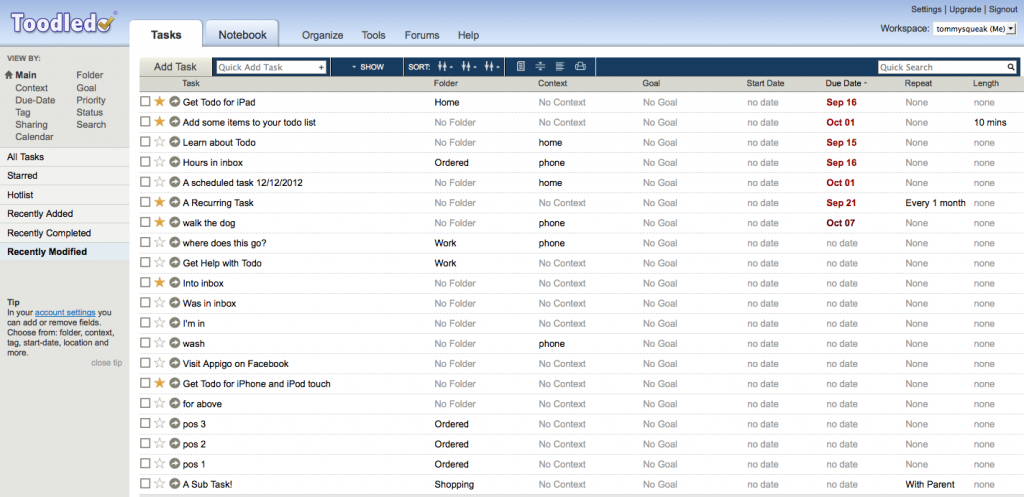 Toodledo
Settings | Upgrade | Signout
Workspace: tommysqueak (Me)
Tasks Notebook Organize Tools Forums Help
VIEW BY:
Main Folder
Context Goal
Due-Date Priority
Tag Status
Sharing Search
Calendar
All Tasks
Starred
Hotlist
Recently Added
Recently Completed
Recently Modified
Tip
In your account settings you
can add or remove fields.
Choose from: folder, context,
tag, start-date, location and
more.
close tip
Add Task Quick Add Task + SHOW SORT: Quick Search
Task Folder Context Goal Start Date Due Date Repeat Length
Get Todo for iPad Home No Context No Goal no date Sep 16 None none
Add some items to your todo list No Folder No Context No Goal no date Oct 01 None 10 mins
Learn about Todo No Folder home No Goal no date Sep 15 None none
Hours in inbox Ordered phone No Goal no date Sep 16 None none
A scheduled task 12/12/2012 No Folder home No Goal no date Oct 01 None none
A Recurring Task No Folder No Context No Goal no date Sep 21 Every 1 month none
walk the dog No Folder phone No Goal no date Oct 07 None none
where does this go? Work phone No Goal no date no date None none
Get Help with Todo Work No Context No Goal no date no date None none
Into inbox No Folder No Context No Goal no date no date None none
Was in inbox No Folder No Context No Goal no date no date None none
I'm in No Folder No Context No Goal no date no date None none
wash No Folder phone No Goal no date no date None none
Visit Appigo on Facebook No Folder No Context No Goal no date no date None none
Get Todo for iPhone and iPod touch No Folder No Context No Goal no date no date None none
for above No Folder No Context No Goal no date no date None none
pos 3 Ordered No Context No Goal no date no date None none
pos 2 Ordered No Context No Goal no date no date None none
pos 1 Ordered No Context No Goal no date no date None none
A Sub Task! Shopping No Context No Goal no date no date With Parent none